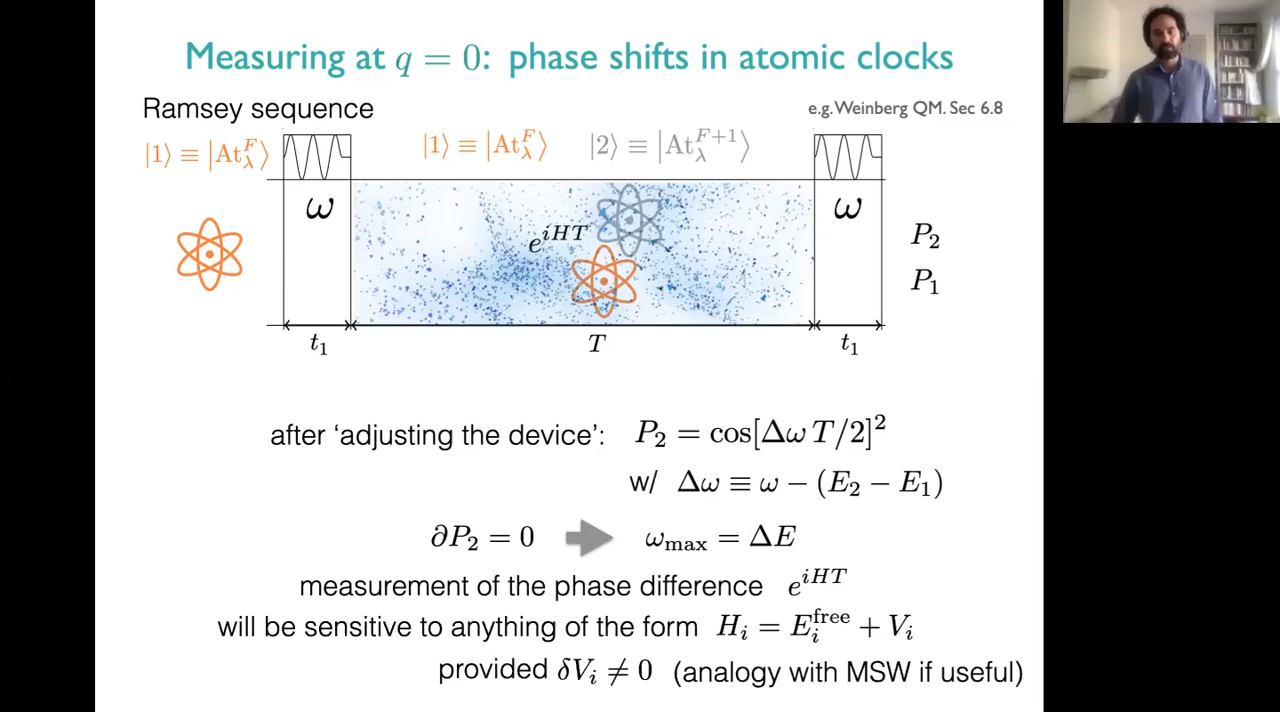 Measuring at q = 0: phase shifts in atomic clocks
Ramsey sequence
e.g. Weinberg QM. Sec 6.8
|1⟩ ≡ |At_λ^F⟩
|1⟩ ≡ |At_λ^F⟩ |2⟩ ≡ |At_λ^{F+1}⟩
ω
e^{iHT}
ω
P_2
P_1
t_1
T
t_1
after ‘adjusting the device’: P_2 = cos[Δω T/2]^2
w/ Δω ≡ ω − (E_2 − E_1)
∂P_2 = 0 ω_max = ΔE
measurement of the phase difference e^{iHT}
will be sensitive to anything of the form H_i = E_i^free + V_i
provided δV_i ≠ 0 (analogy with MSW if useful)